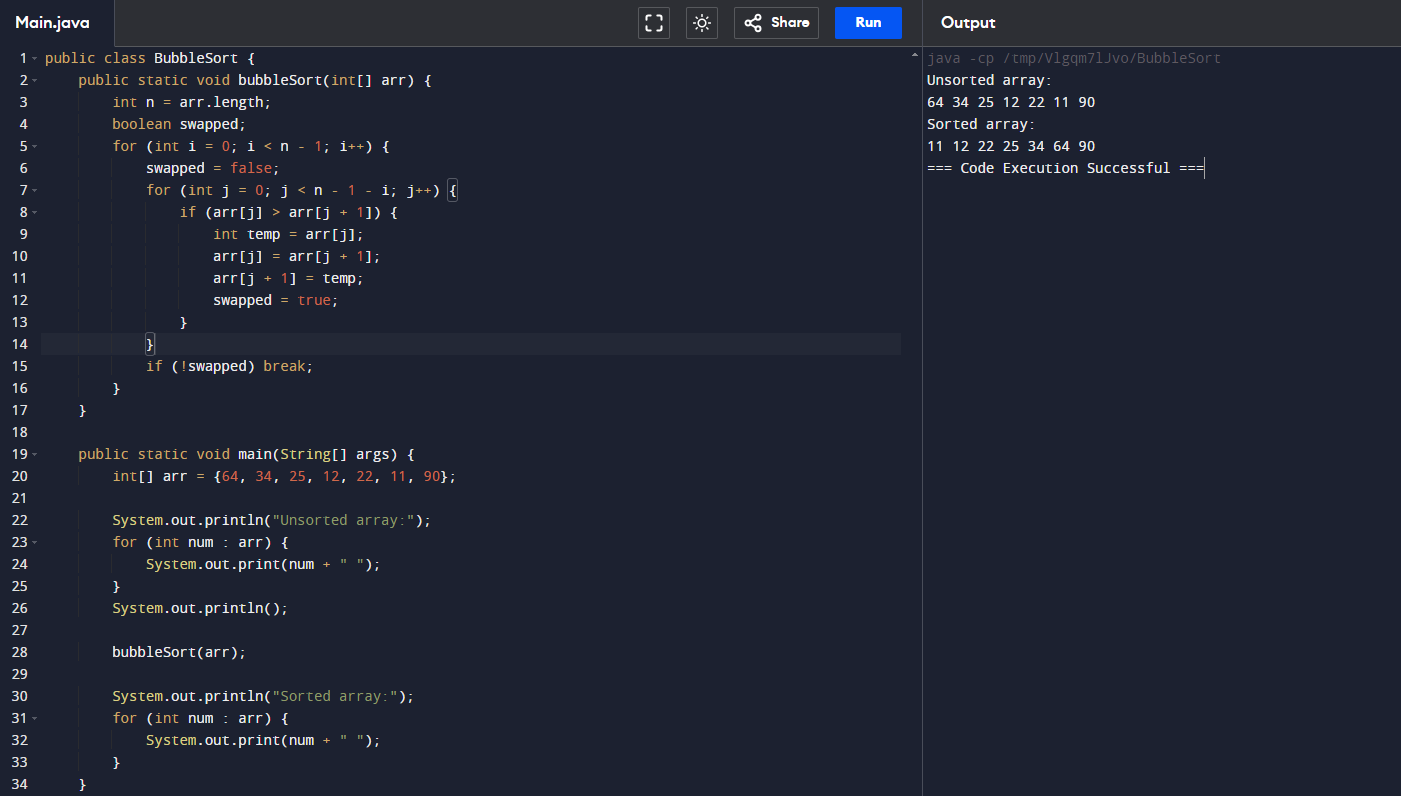 Main.java Share Run Output
1 public class BubbleSort {
2     public static void bubbleSort(int[] arr) {
3         int n = arr.length;
4         boolean swapped;
5         for (int i = 0; i < n - 1; i++) {
6             swapped = false;
7             for (int j = 0; j < n - 1 - i; j++) {
8                 if (arr[j] > arr[j + 1]) {
9                     int temp = arr[j];
10                     arr[j] = arr[j + 1];
11                     arr[j + 1] = temp;
12                     swapped = true;
13                 }
14             }
15             if (!swapped) break;
16         }
17     }
18
19     public static void main(String[] args) {
20         int[] arr = {64, 34, 25, 12, 22, 11, 90};
21
22         System.out.println("Unsorted array:");
23         for (int num : arr) {
24             System.out.print(num + " ");
25         }
26         System.out.println();
27
28         bubbleSort(arr);
29
30         System.out.println("Sorted array:");
31         for (int num : arr) {
32             System.out.print(num + " ");
33         }
34     }
java -cp /tmp/Vlgqm7lJvo/BubbleSort
Unsorted array:
64 34 25 12 22 11 90
Sorted array:
11 12 22 25 34 64 90
=== Code Execution Successful ===